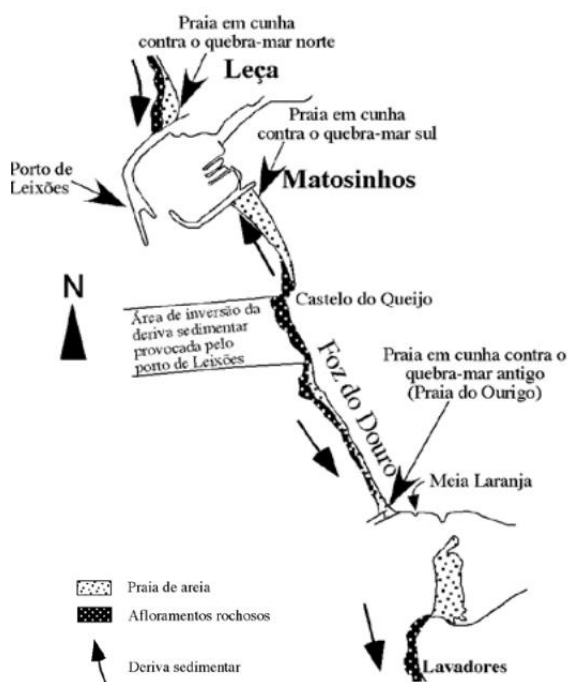 Praia em cunha
contra o quebra-mar norte
Leça
Praia em cunha
contra o quebra-mar sul
Porto de
Leixões
Matosinhos
N
Castelo do Queijo
Área de inversão da
deriva sedimentar
provocada pelo
porto de Leixões
Foz do Douro
Praia em cunha contra o
quebra-mar antigo
(Praia do Ourigo)
Meia Laranja
Praia de areia
Afloramentos rochosos
Deriva sedimentar
Lavadores